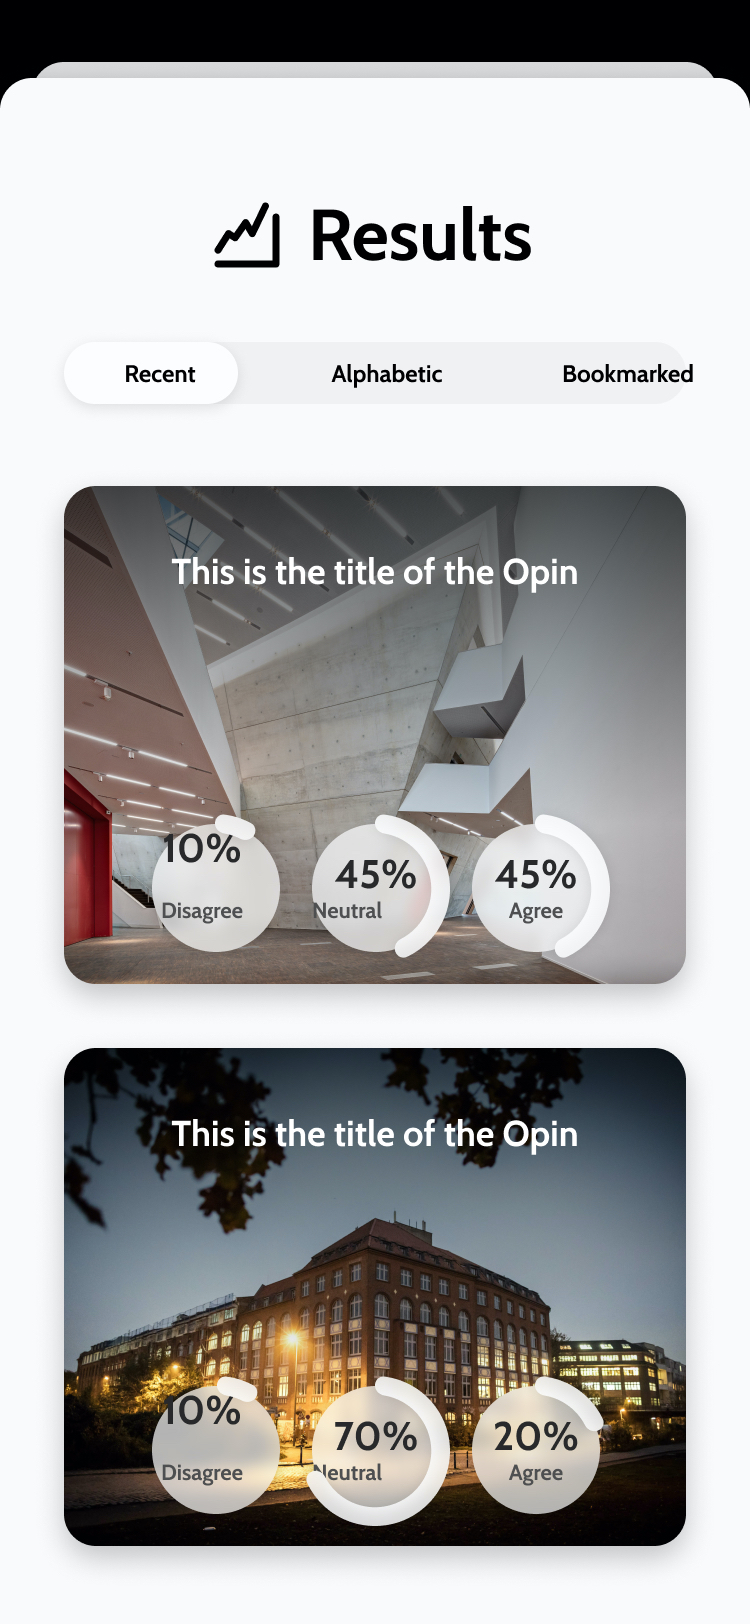 Results
Recent Alphabetic Bookmarked
This is the title of the Opin
10% 45% 45%
Disagree Neutral Agree
This is the title of the Opin
10% 70% 20%
Disagree Neutral Agree